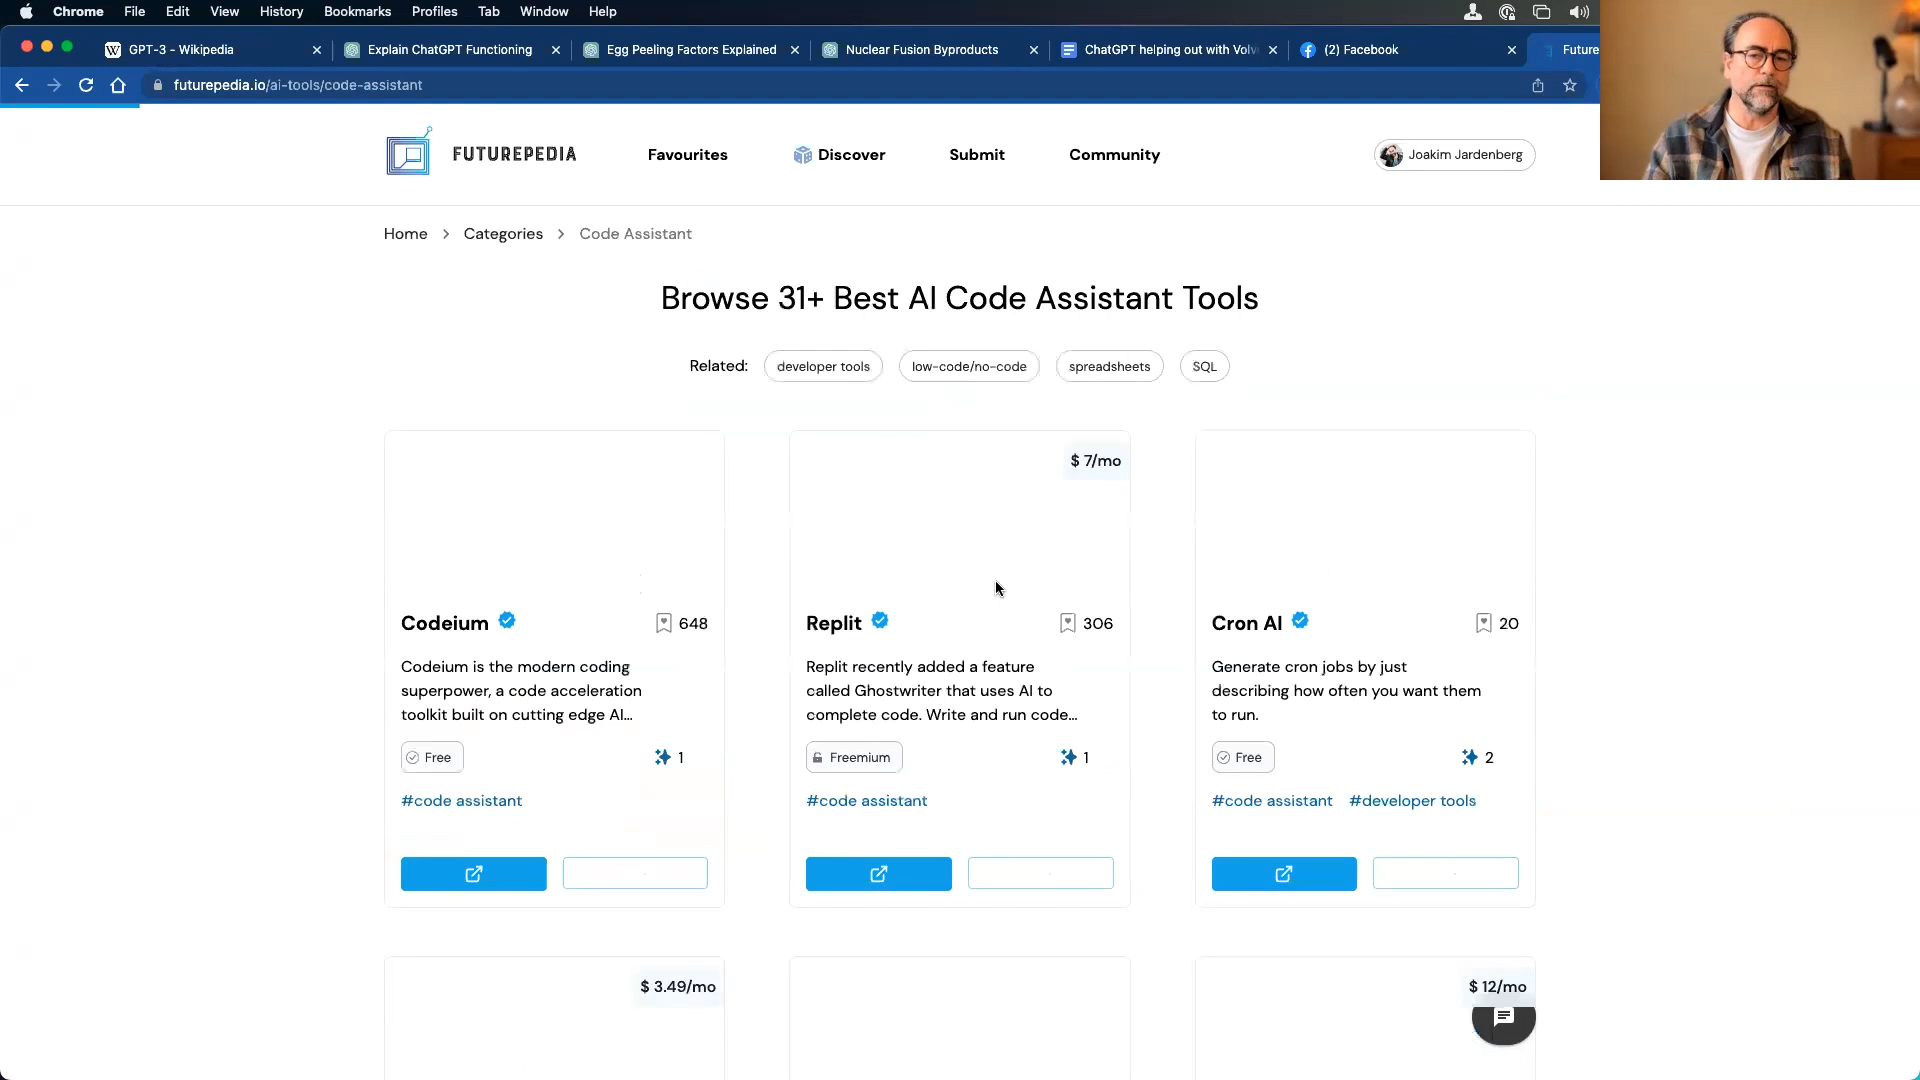 Chrome File Edit View History Bookmarks Profiles Tab Window Help
GPT-3 - Wikipedia
Explain ChatGPT Functioning
Egg Peeling Factors Explained
Nuclear Fusion Byproducts
ChatGPT helping out with Volv
(2) Facebook
Future
futurepedia.io/ai-tools/code-assistant
FUTUREPEDIA
Favourites
Discover
Submit
Community
Joakim Jardenberg
Home > Categories > Code Assistant
Browse 31+ Best AI Code Assistant Tools
Related:
developer tools
low-code/no-code
spreadsheets
SQL
Codeium
648
Codeium is the modern coding
superpower, a code acceleration
toolkit built on cutting edge AI...
Free
1
#code assistant
$ 7/mo
Replit
306
Replit recently added a feature
called Ghostwriter that uses AI to
complete code. Write and run code...
Freemium
1
#code assistant
Cron AI
20
Generate cron jobs by just
describing how often you want them
to run.
Free
2
#code assistant #developer tools
$ 3.49/mo
$ 12/mo